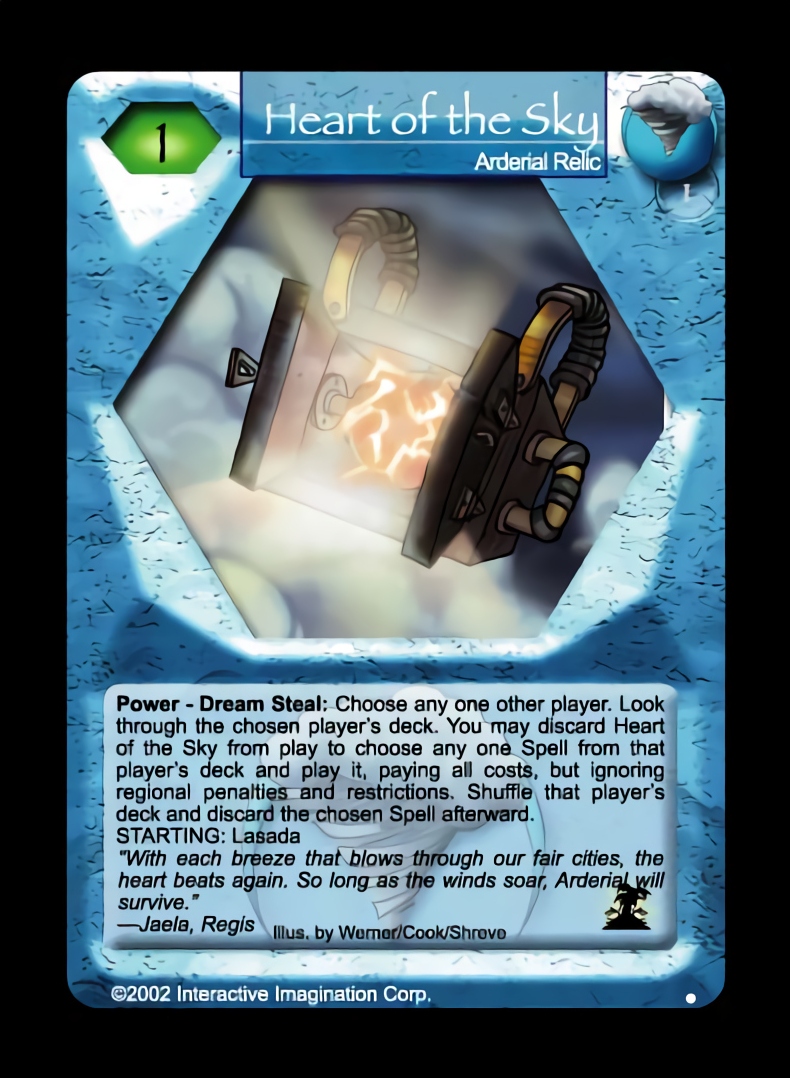 1
Heart of the Sky
Arderial Relic
1
Power - Dream Steal: Choose any one other player. Look
through the chosen player's deck. You may discard Heart
of the Sky from play to choose any one Spell from that
player's deck and play it, paying all costs, but ignoring
regional penalties and restrictions. Shuffle that player's
deck and discard the chosen Spell afterward.
STARTING: Lasada
"With each breeze that blows through our fair cities, the
heart beats again. So long as the winds soar, Arderial will
survive."
—Jaela, Regis
Illus. by Werner/Cook/Shreve
©2002 Interactive Imagination Corp.